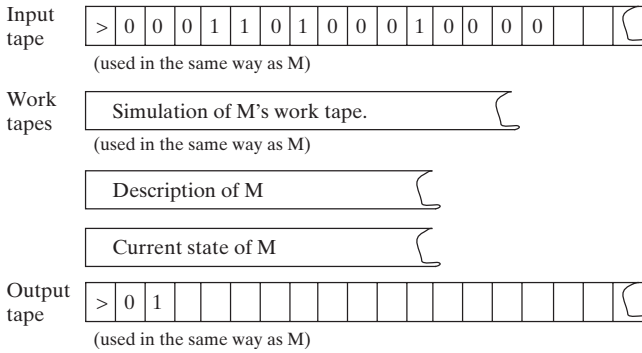 Input tape
> 0 0 0 1 1 0 1 0 0 0 1 0 0 0 0
(used in the same way as M)
Work tapes
Simulation of M's work tape.
(used in the same way as M)
Description of M
Current state of M
Output tape
> 0 1
(used in the same way as M)